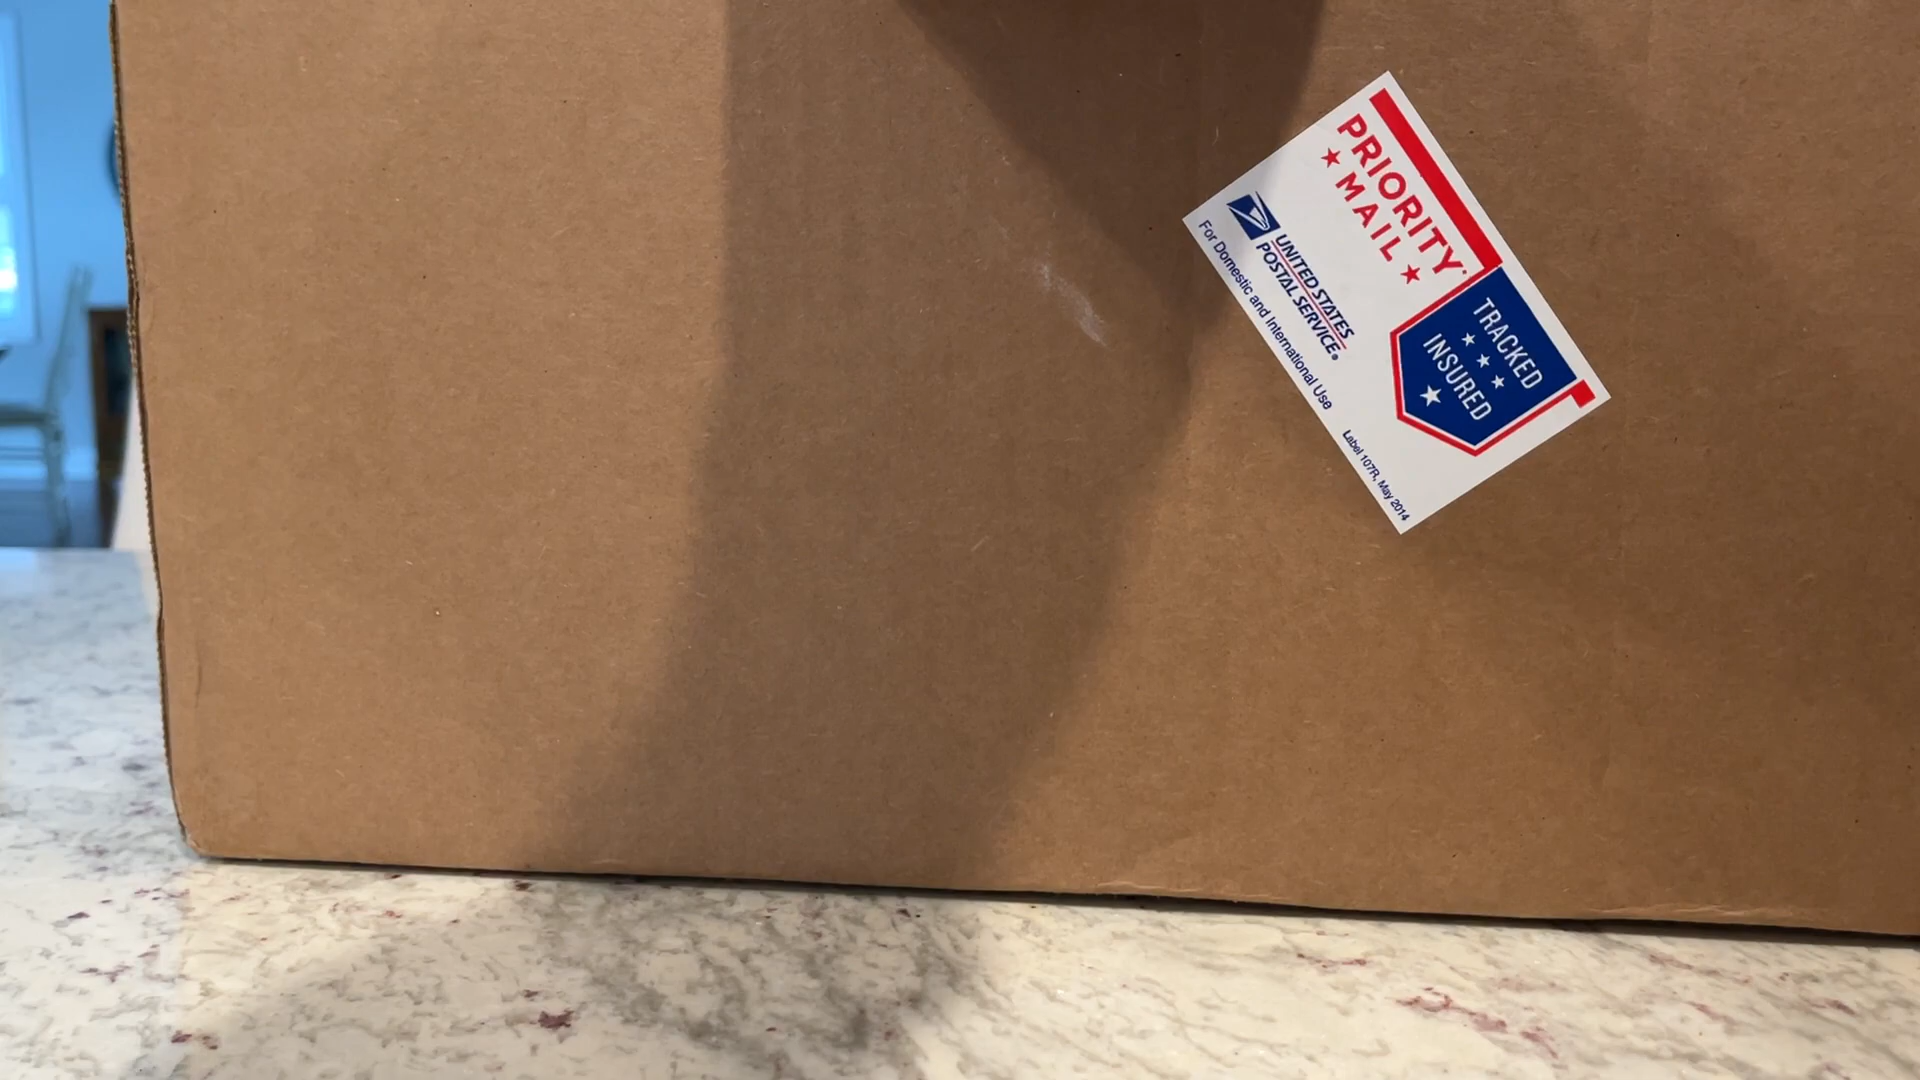 PRIORITY
★ MAIL ★
TRACKED
★ ★ ★
INSURED
★
UNITED STATES
POSTAL SERVICE®
For Domestic and International Use
Label 107R, May 2014